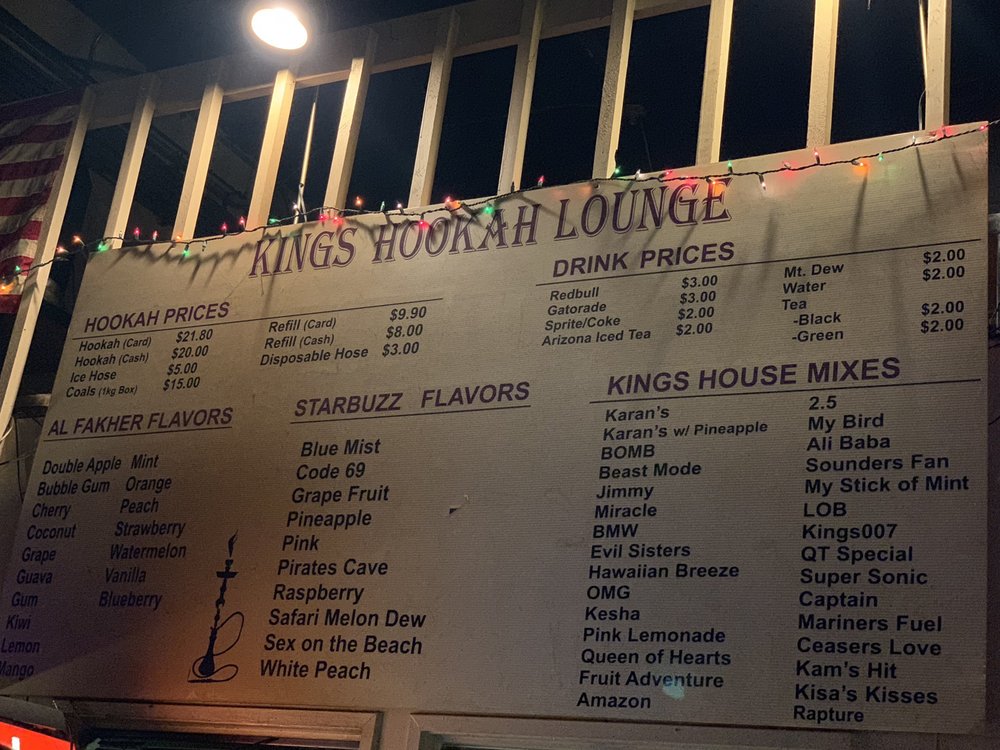 KINGS HOOKAH LOUNGE
HOOKAH PRICES
Hookah (Card) $21.80
Hookah (Cash) $20.00
Ice Hose $5.00
Coals (1kg Box) $15.00
Refill (Card) $9.90
Refill (Cash) $8.00
Disposable Hose $3.00
DRINK PRICES
Redbull $3.00
Gatorade $3.00
Sprite/Coke $2.00
Arizona Iced Tea $2.00
Mt. Dew $2.00
Water $2.00
Tea
-Black $2.00
-Green $2.00
AL FAKHER FLAVORS
Double Apple
Bubble Gum
Cherry
Coconut
Grape
Guava
Gum
Kiwi
Lemon
Mango
Mint
Orange
Peach
Strawberry
Watermelon
Vanilla
Blueberry
STARBUZZ FLAVORS
Blue Mist
Code 69
Grape Fruit
Pineapple
Pink
Pirates Cave
Raspberry
Safari Melon Dew
Sex on the Beach
White Peach
KINGS HOUSE MIXES
Karan's
Karan's w/ Pineapple
BOMB
Beast Mode
Jimmy
Miracle
BMW
Evil Sisters
Hawaiian Breeze
OMG
Kesha
Pink Lemonade
Queen of Hearts
Fruit Adventure
Amazon
2.5
My Bird
Ali Baba
Sounders Fan
My Stick of Mint
LOB
Kings007
QT Special
Super Sonic
Captain
Mariners Fuel
Ceasers Love
Kam's Hit
Kisa's Kisses
Rapture